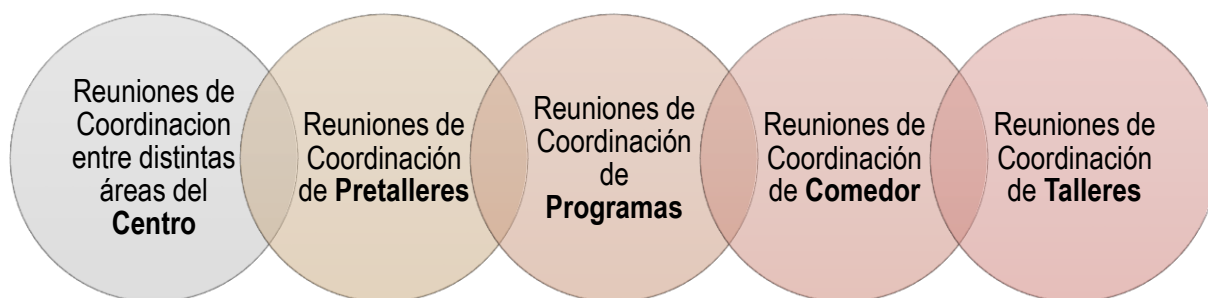 Reuniones de
Coordinacion
entre distintas
áreas del
Centro
Reuniones de
Coordinación
de Pretalleres
Reuniones de
Coordinación
de
Programas
Reuniones de
Coordinación
de Comedor
Reuniones de
Coordinación
de Talleres